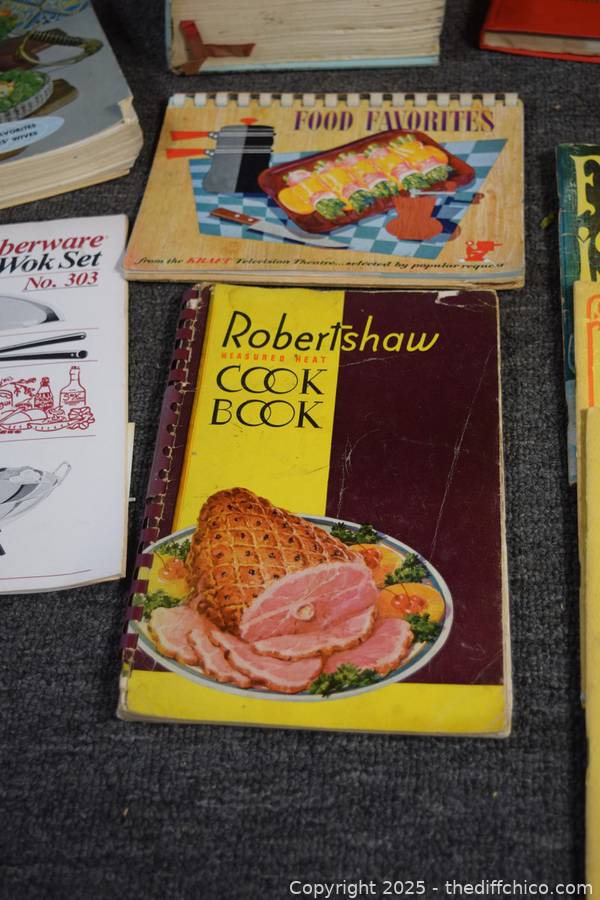 FOOD FAVORITES
from the KRAFT Television Theatre...selected by popular request
berware
Wok Set
No. 303
Robertshaw
MEASURED HEAT
COOK
BOOK
Copyright 2025 - thediffchico.com